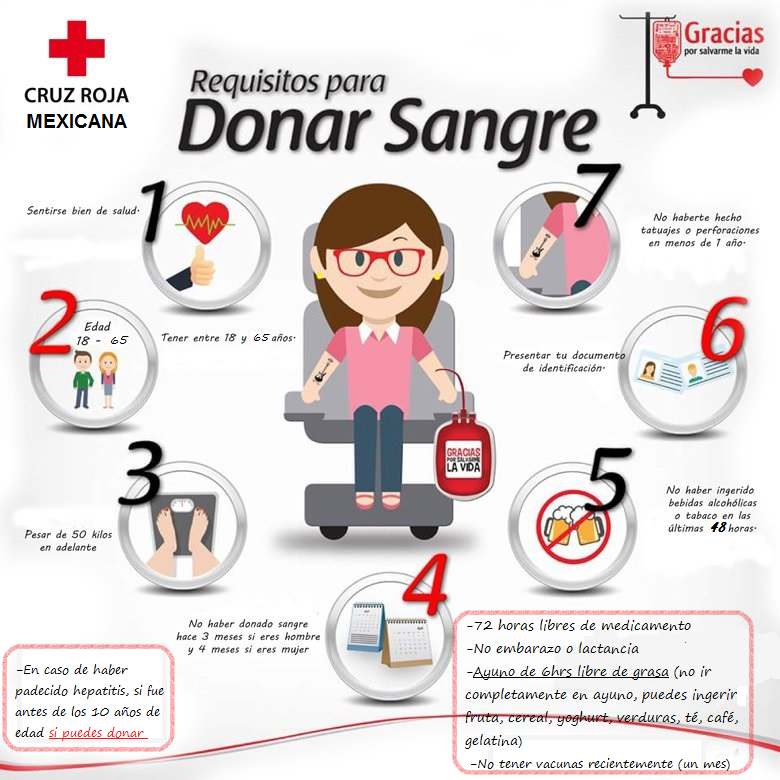 CRUZ ROJA
MEXICANA
Requisitos para
Donar Sangre
Gracias
por salvarme la vida
1
Sentirse bien de salud.
2
Edad
18 - 65
Tener entre 18 y 65 años.
3
Pesar de 50 kilos
en adelante
4
No haber donado sangre
hace 3 meses si eres hombre
y 4 meses si eres mujer
5
No haber ingerido
bebidas alcohólicas
o tabaco en las
últimas 48 horas.
6
Presentar tu documento
de identificación.
7
No haberte hecho
tatuajes o perforaciones
en menos de 1 año.
GRACIAS
POR SALVARME
LA VIDA
-En caso de haber
padecido hepatitis, si fue
antes de los 10 años de
edad si puedes donar
-72 horas libres de medicamento
-No embarazo o lactancia
-Ayuno de 6hrs libre de grasa (no ir
completamente en ayuno, puedes ingerir
fruta, cereal, yoghurt, verduras, té, café,
gelatina)
-No tener vacunas recientemente (un mes)